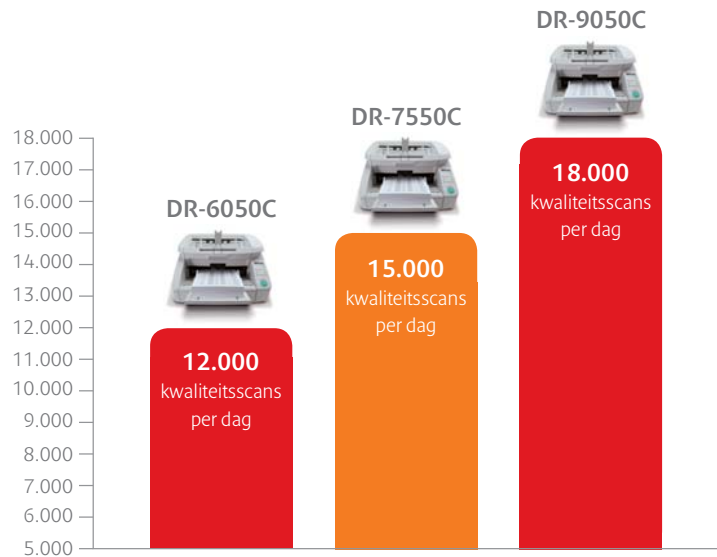 DR-9050C
DR-7550C
DR-6050C
18.000
17.000
16.000
15.000
14.000
13.000
12.000
11.000
10.000
9.000
8.000
7.000
6.000
5.000
12.000
kwaliteitsscans
per dag
15.000
kwaliteitsscans
per dag
18.000
kwaliteitsscans
per dag